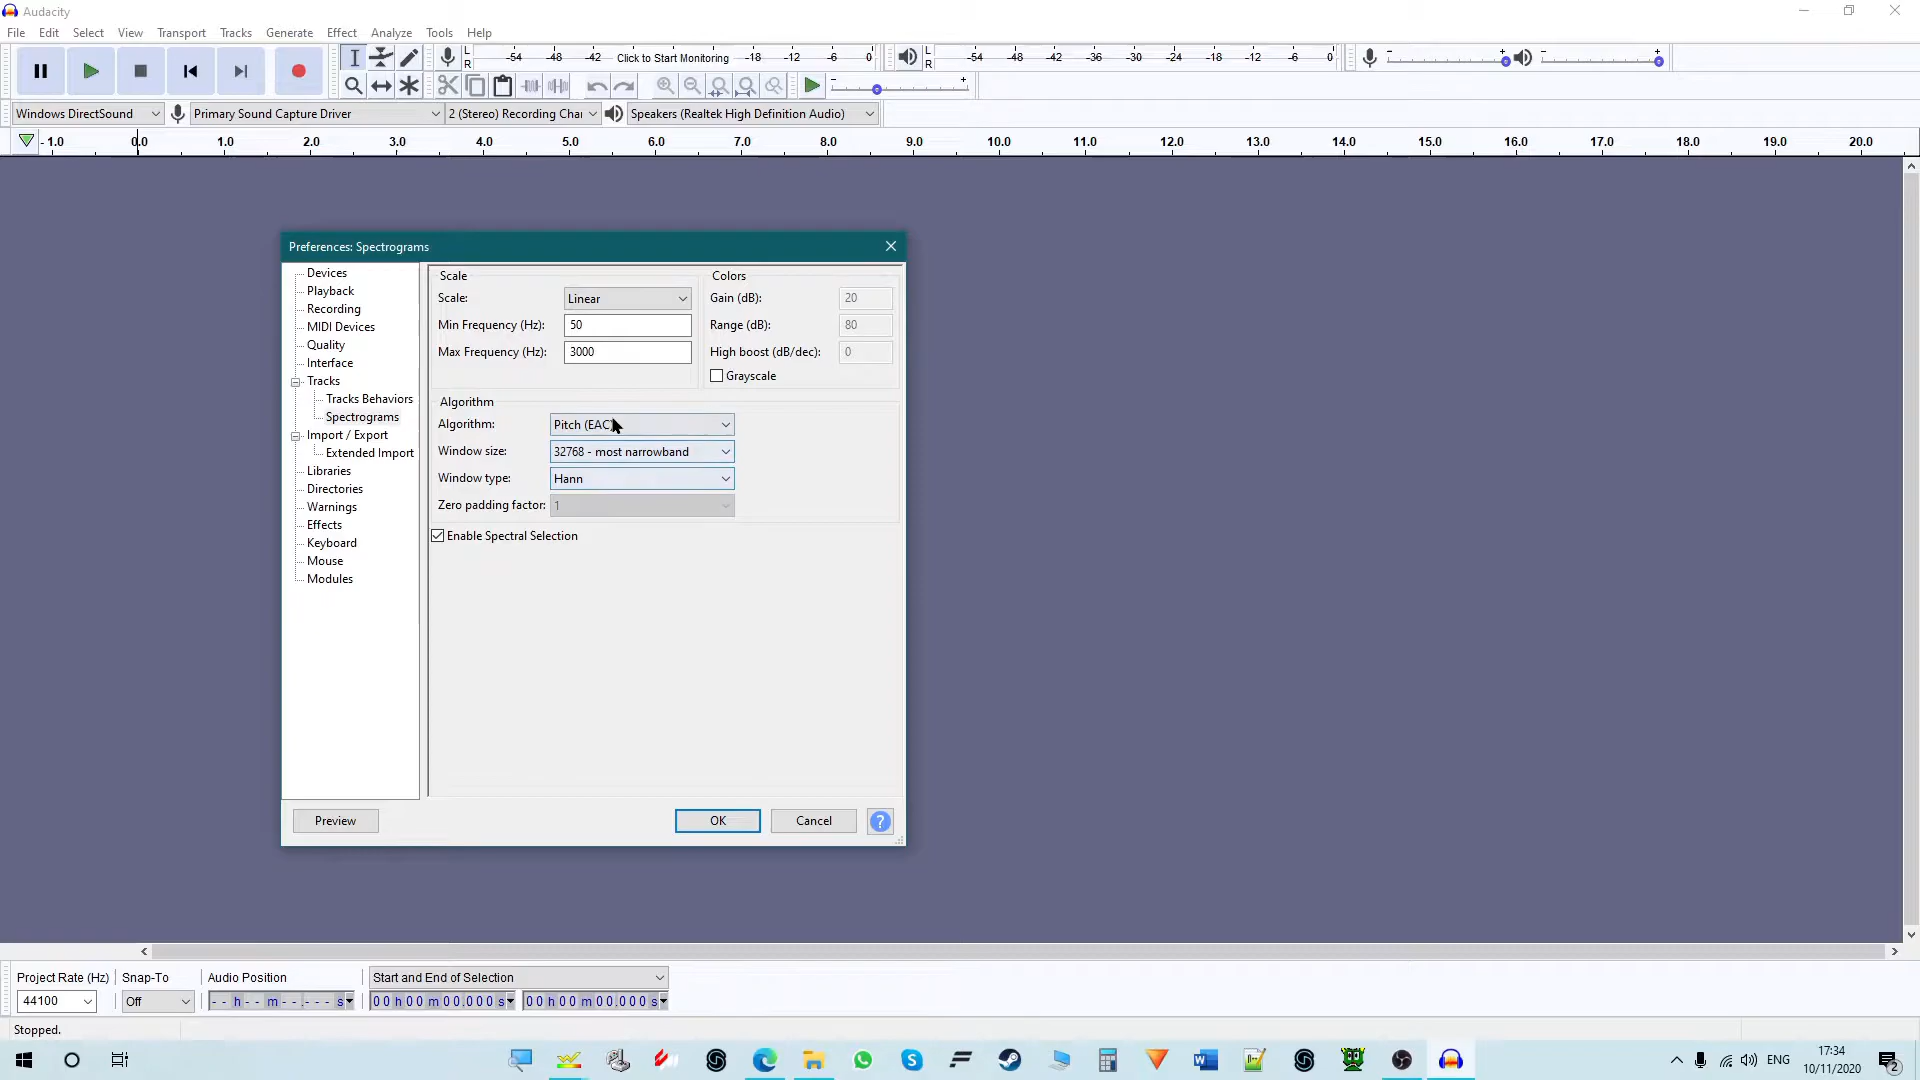 Audacity
File Edit Select View Transport Tracks Generate Effect Analyze Tools Help
L R -54 -48 -42 Click to Start Monitoring -18 -12 -6 0 L R -54 -48 -42 -36 -30 -24 -18 -12 -6 0 - + - +
- +
Windows DirectSound Primary Sound Capture Driver 2 (Stereo) Recording Char Speakers (Realtek High Definition Audio)
- 1.0 0.0 1.0 2.0 3.0 4.0 5.0 6.0 7.0 8.0 9.0 10.0 11.0 12.0 13.0 14.0 15.0 16.0 17.0 18.0 19.0 20.0
Preferences: Spectrograms
Devices
Playback
Recording
MIDI Devices
Quality
Interface
Tracks
Tracks Behaviors
Spectrograms
Import / Export
Extended Import
Libraries
Directories
Warnings
Effects
Keyboard
Mouse
Modules
Scale
Scale: Linear
Min Frequency (Hz): 50
Max Frequency (Hz): 3000
Colors
Gain (dB): 20
Range (dB): 80
High boost (dB/dec): 0
Grayscale
Algorithm
Algorithm: Pitch (EAC)
Window size: 32768 - most narrowband
Window type: Hann
Zero padding factor: 1
Enable Spectral Selection
Preview OK Cancel ?
Project Rate (Hz) Snap-To Audio Position Start and End of Selection
44100 Off -- h -- m --.--- s 00 h 00 m 00.000 s 00 h 00 m 00.000 s
Stopped.
ENG 17:34
10/11/2020 2